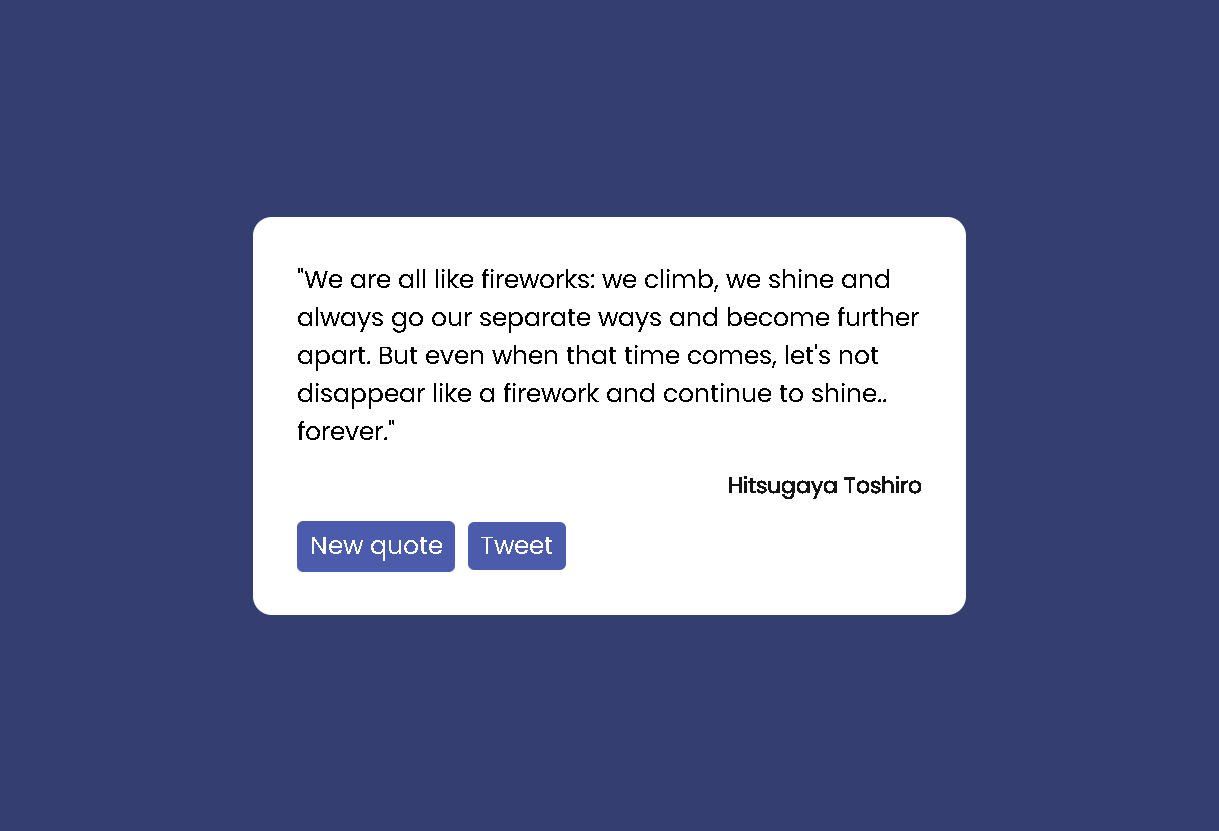 "We are all like fireworks: we climb, we shine and
always go our separate ways and become further
apart. But even when that time comes, let's not
disappear like a firework and continue to shine..
forever."
Hitsugaya Toshiro
New quote Tweet